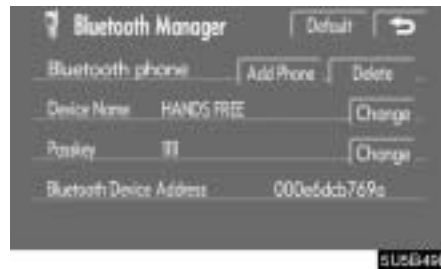 Bluetooth Manager Default
Bluetooth phone Add Phone Delete
Device Name HANDS FREE Change
Passkey Change
Bluetooth Device Address 000e6dcb769a